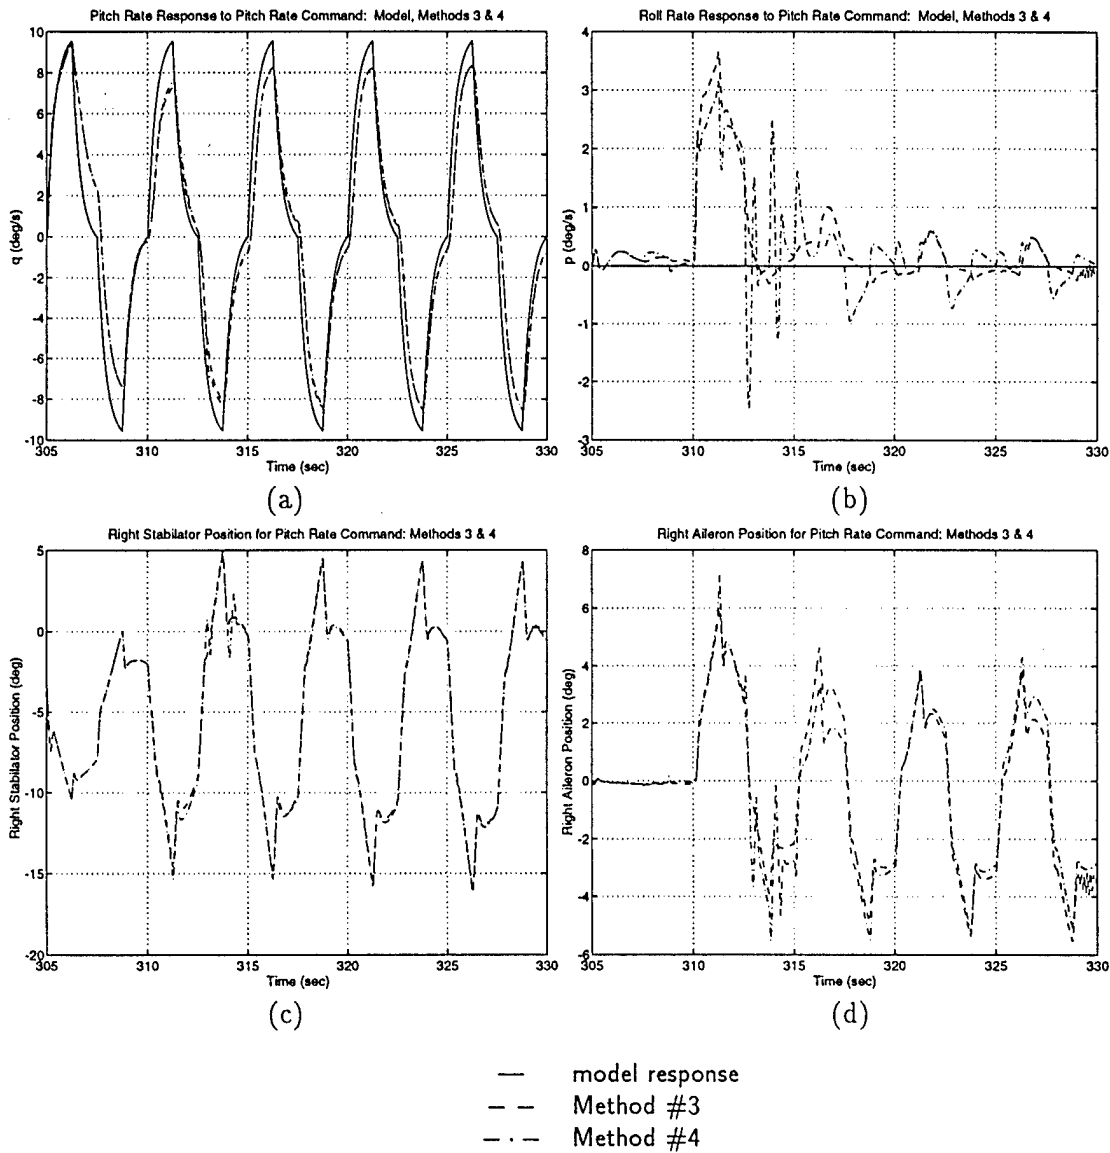 Pitch Rate Response to Pitch Rate Command: Model, Methods 3 & 4
10
8
6
4
2
0
-2
-4
-6
-8
-10
q (deg/s)
305 310 315 320 325 330
Time (sec)
(a)
Roll Rate Response to Pitch Rate Command: Model, Methods 3 & 4
4
3
2
1
0
-1
-2
-3
p (deg/s)
305 310 315 320 325 330
Time (sec)
(b)
Right Stabilator Position for Pitch Rate Command: Methods 3 & 4
5
0
-5
-10
-15
-20
Right Stabilator Position (deg)
305 310 315 320 325 330
Time (sec)
(c)
Right Aileron Position for Pitch Rate Command: Methods 3 & 4
8
6
4
2
0
-2
-4
-6
Right Aileron Position (deg)
305 310 315 320 325 330
Time (sec)
(d)
model response
Method #3
Method #4